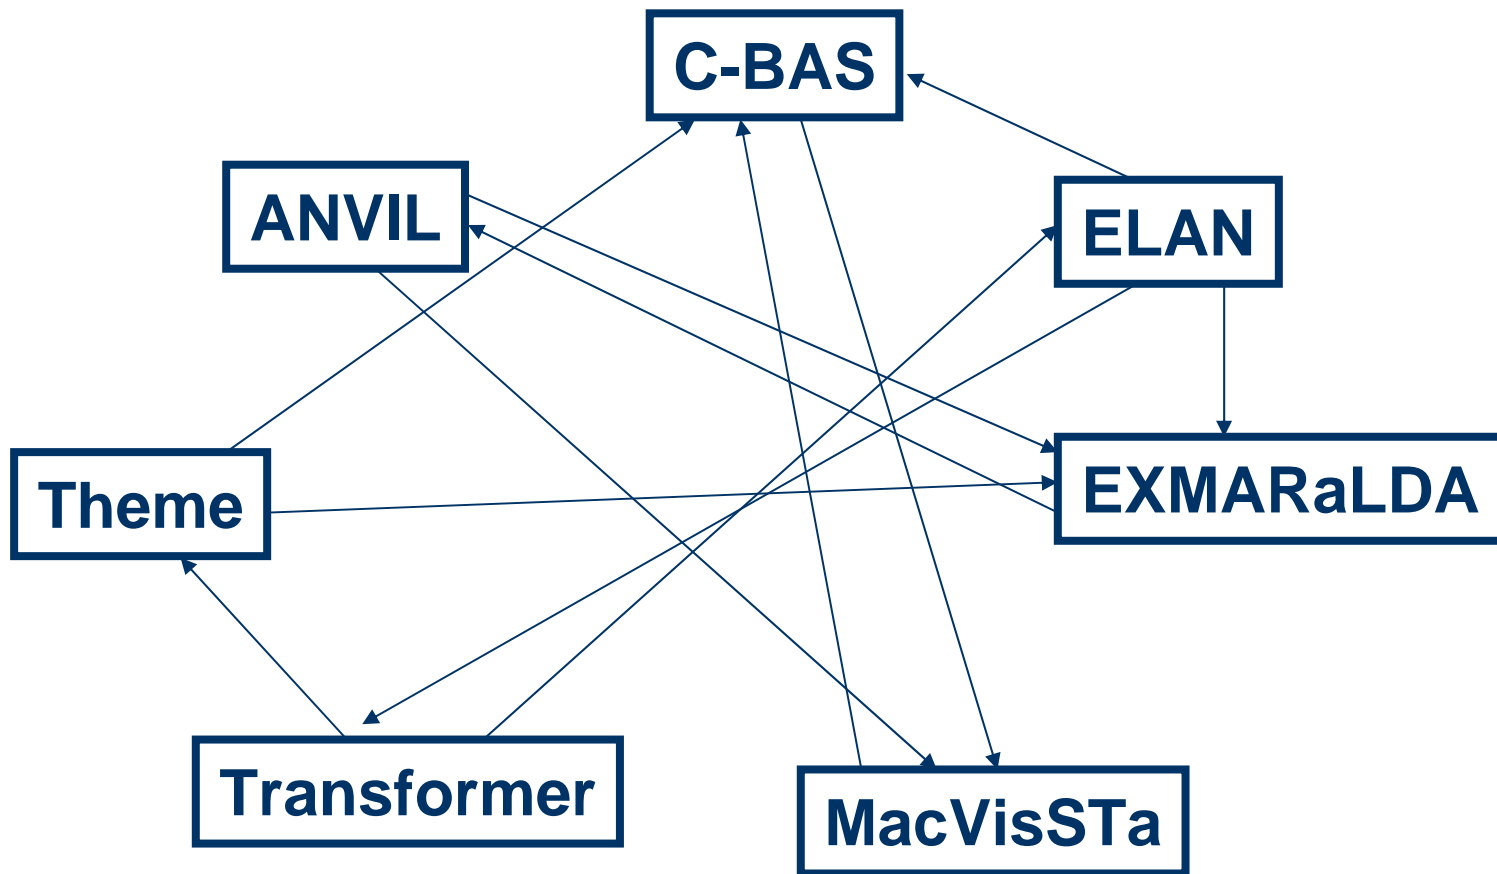 C-BAS
ANVIL
ELAN
Theme
EXMARaLDA
Transformer
MacVisSTa